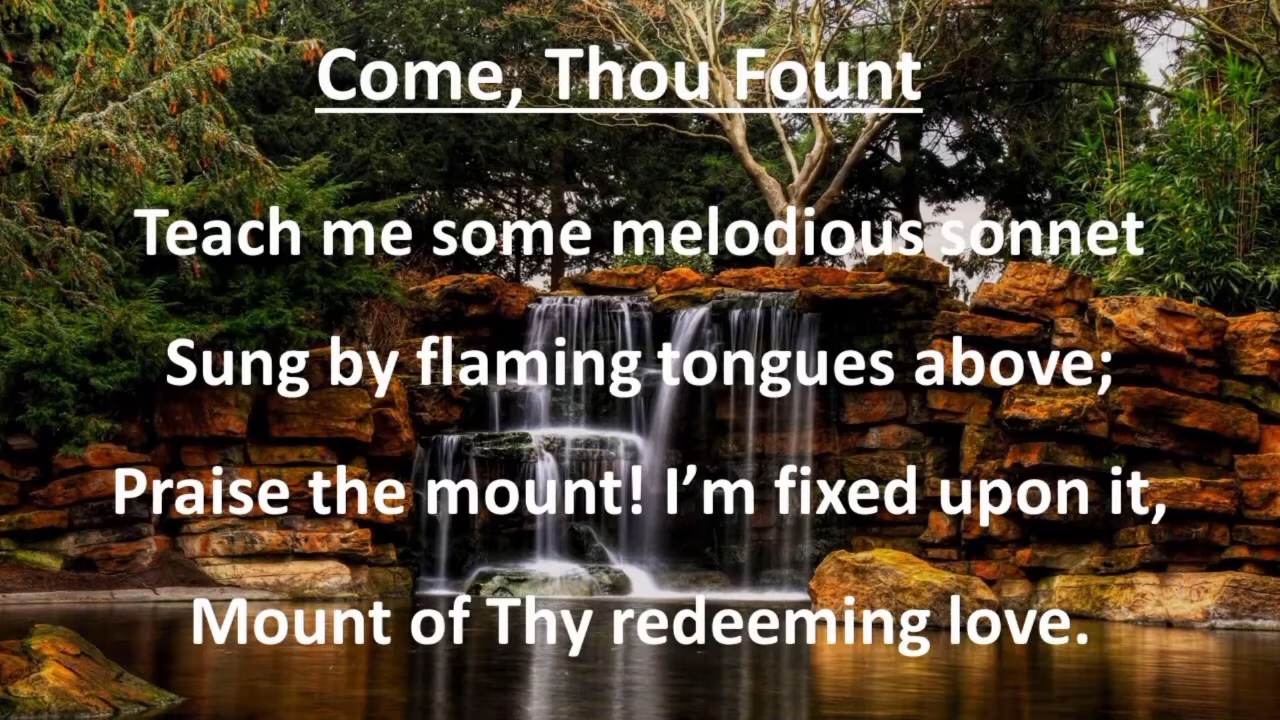 Come, Thou Fount
Teach me some melodious sonnet
Sung by flaming tongues above;
Praise the mount! I’m fixed upon it,
Mount of Thy redeeming love.